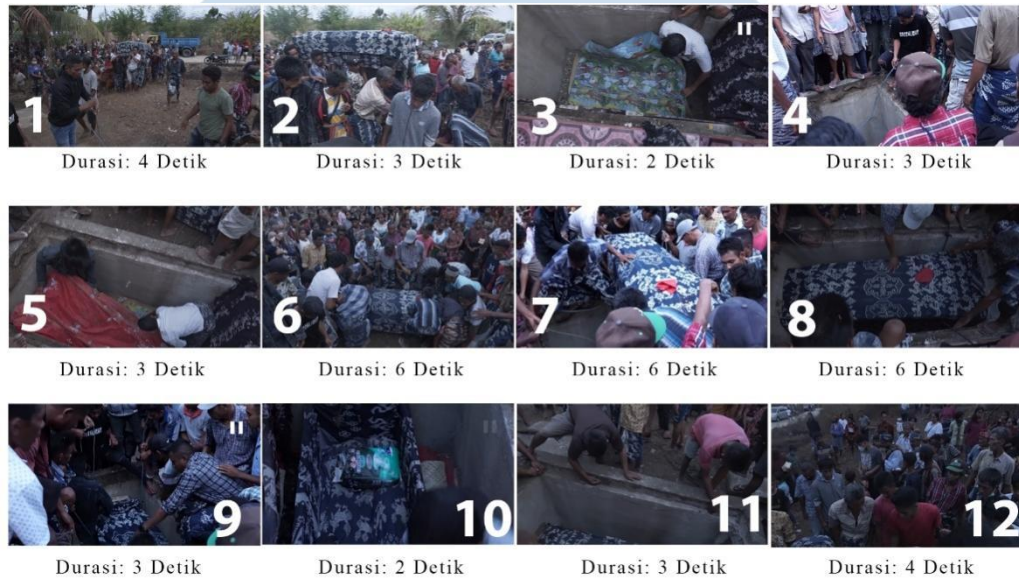 1 2 3 4
Durasi: 4 Detik Durasi: 3 Detik Durasi: 2 Detik Durasi: 3 Detik
5 6 7 8
Durasi: 3 Detik Durasi: 6 Detik Durasi: 6 Detik Durasi: 6 Detik
9 10 11 12
Durasi: 3 Detik Durasi: 2 Detik Durasi: 3 Detik Durasi: 4 Detik